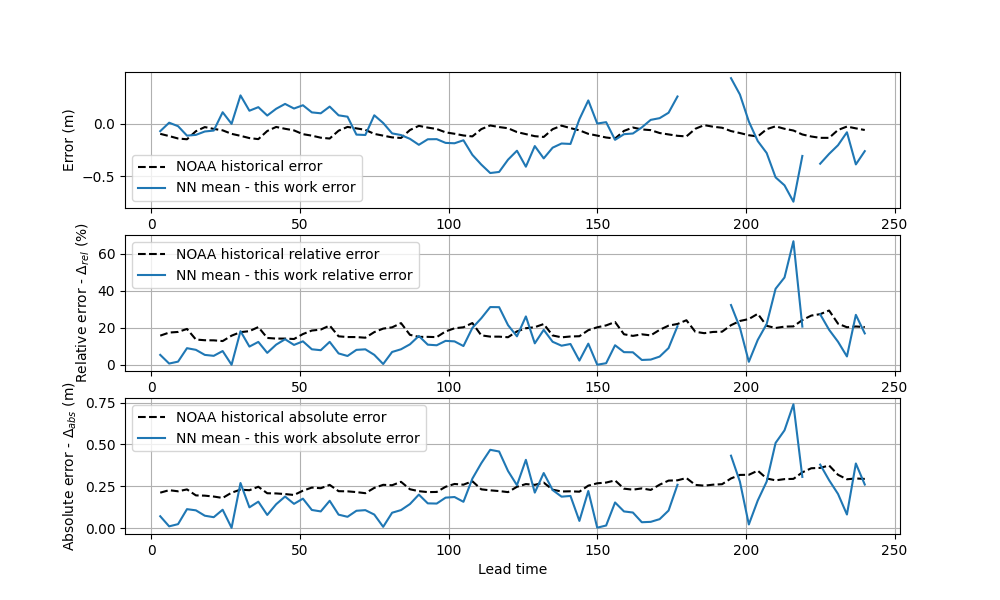 Error (m)
0.0
−0.5
NOAA historical error
NN mean - this work error
0 50 100 150 200 250
Relative error - Δrel (%)
60
40
20
0
NOAA historical relative error
NN mean - this work relative error
0 50 100 150 200 250
Absolute error - Δabs (m)
0.75
0.50
0.25
0.00
NOAA historical absolute error
NN mean - this work absolute error
0 50 100 150 200 250
Lead time